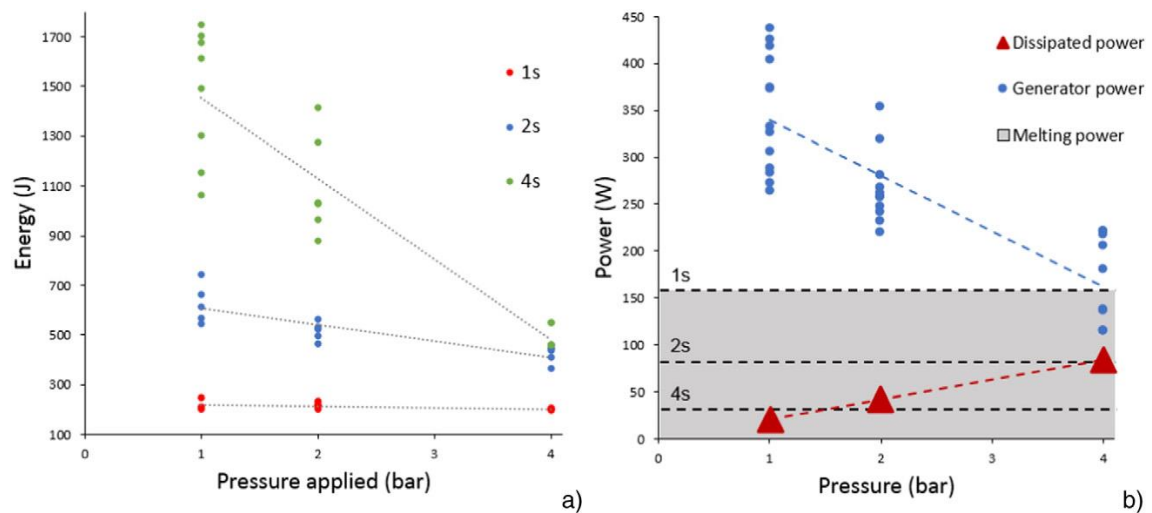 1700
1500
1300
1100
900
700
500
300
100
0
1
2
3
4
Energy (J)
Pressure applied (bar)
1s
2s
4s
a)
450
400
350
300
250
200
150
100
50
0
0
1
2
3
4
Power (W)
Pressure (bar)
Dissipated power
Generator power
Melting power
1s
2s
4s
b)